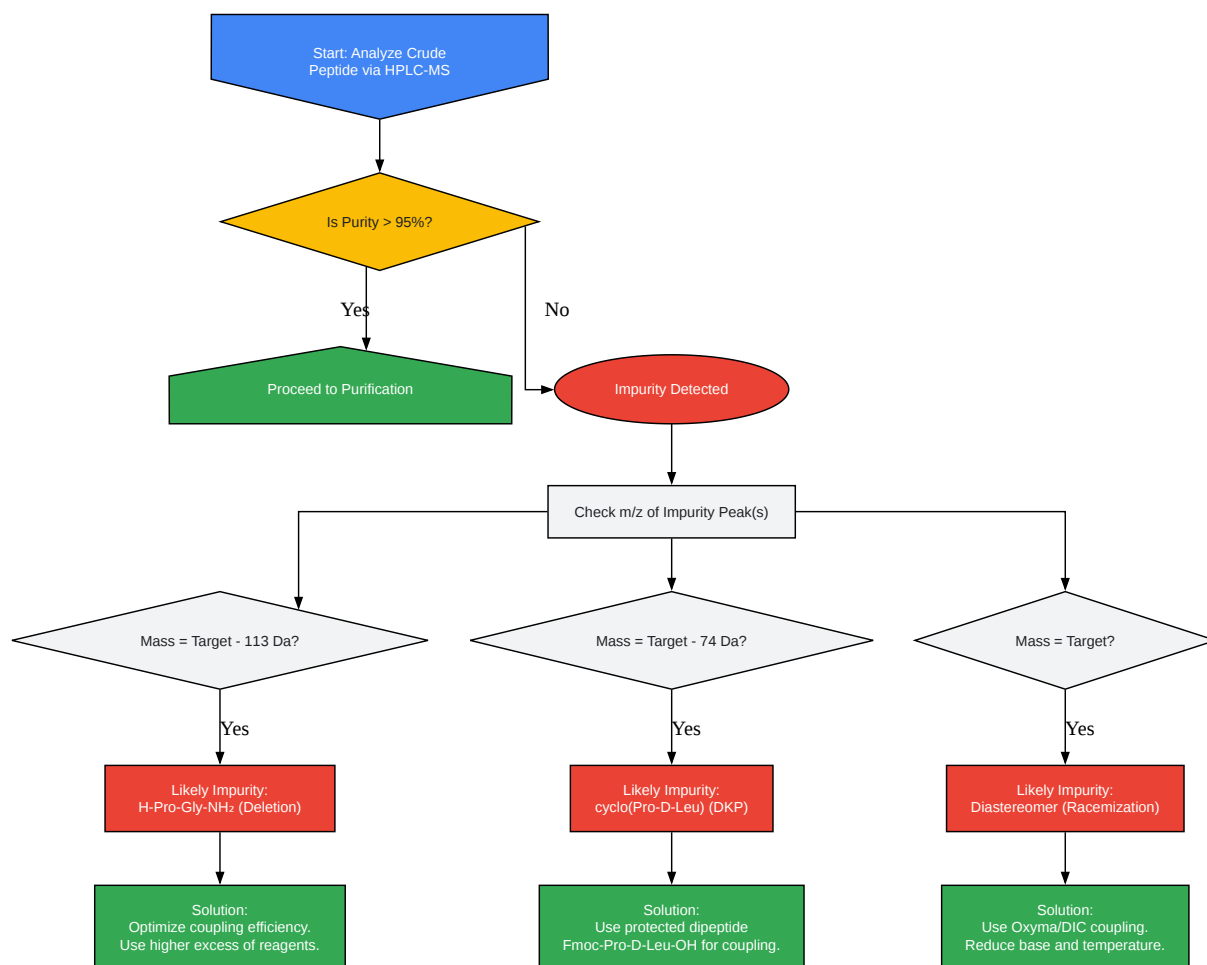 Start: Analyze Crude
Peptide via HPLC-MS
Is Purity > 95%?
Yes
No
Proceed to Purification
Impurity Detected
Check m/z of Impurity Peak(s)
Mass = Target - 113 Da?
Mass = Target - 74 Da?
Mass = Target?
Yes
Yes
Yes
Likely Impurity:
H-Pro-Gly-NH₂ (Deletion)
Likely Impurity:
cyclo(Pro-D-Leu) (DKP)
Likely Impurity:
Diastereomer (Racemization)
Solution:
Optimize coupling efficiency.
Use higher excess of reagents.
Solution:
Use protected dipeptide
Fmoc-Pro-D-Leu-OH for coupling.
Solution:
Use Oxyma/DIC coupling.
Reduce base and temperature.